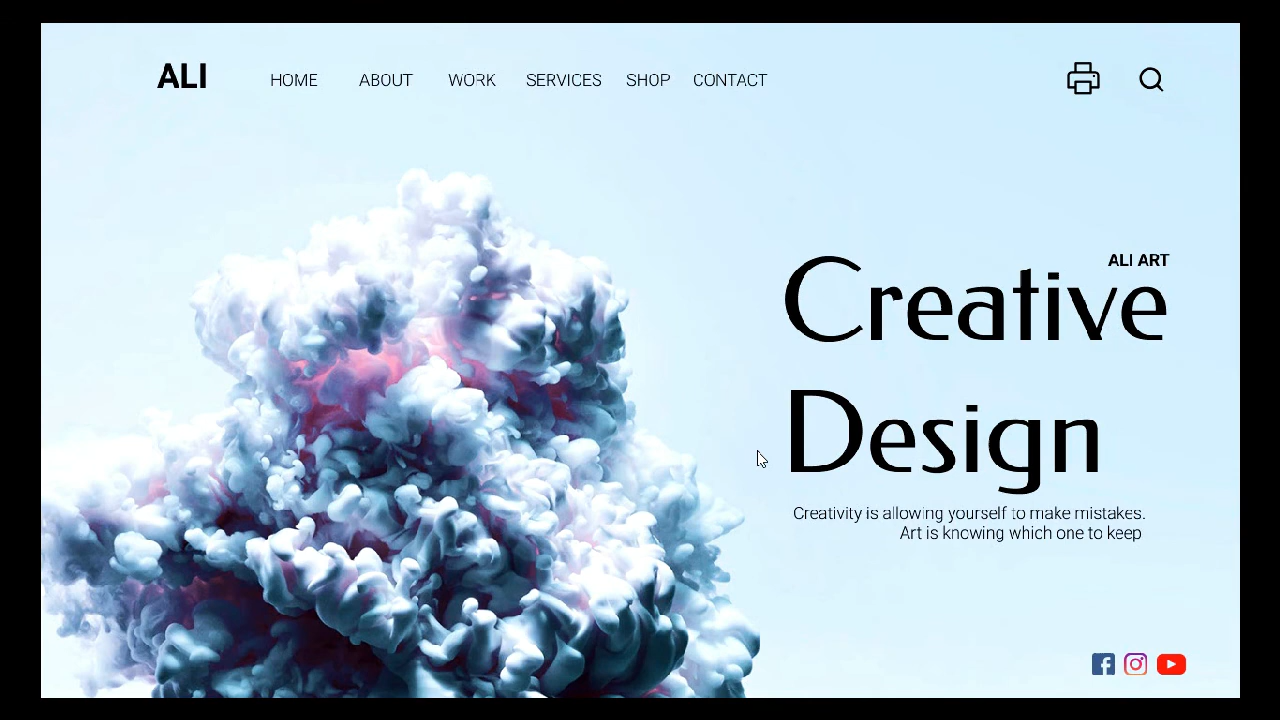 ALI HOME ABOUT WORK SERVICES SHOP CONTACT
ALI ART
Creative
Design
Creativity is allowing yourself to make mistakes.
Art is knowing which one to keep